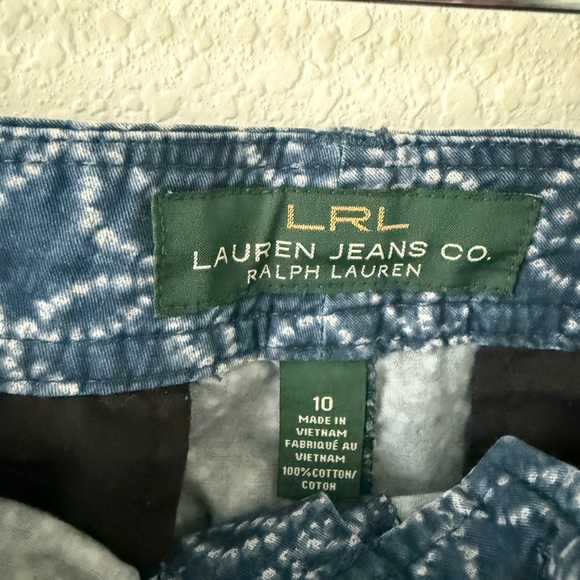 LRL
LAUREN JEANS CO.
RALPH LAUREN
10
MADE IN
VIETNAM
FABRIQUÉ AU
VIETNAM
100% COTTON/
COTON